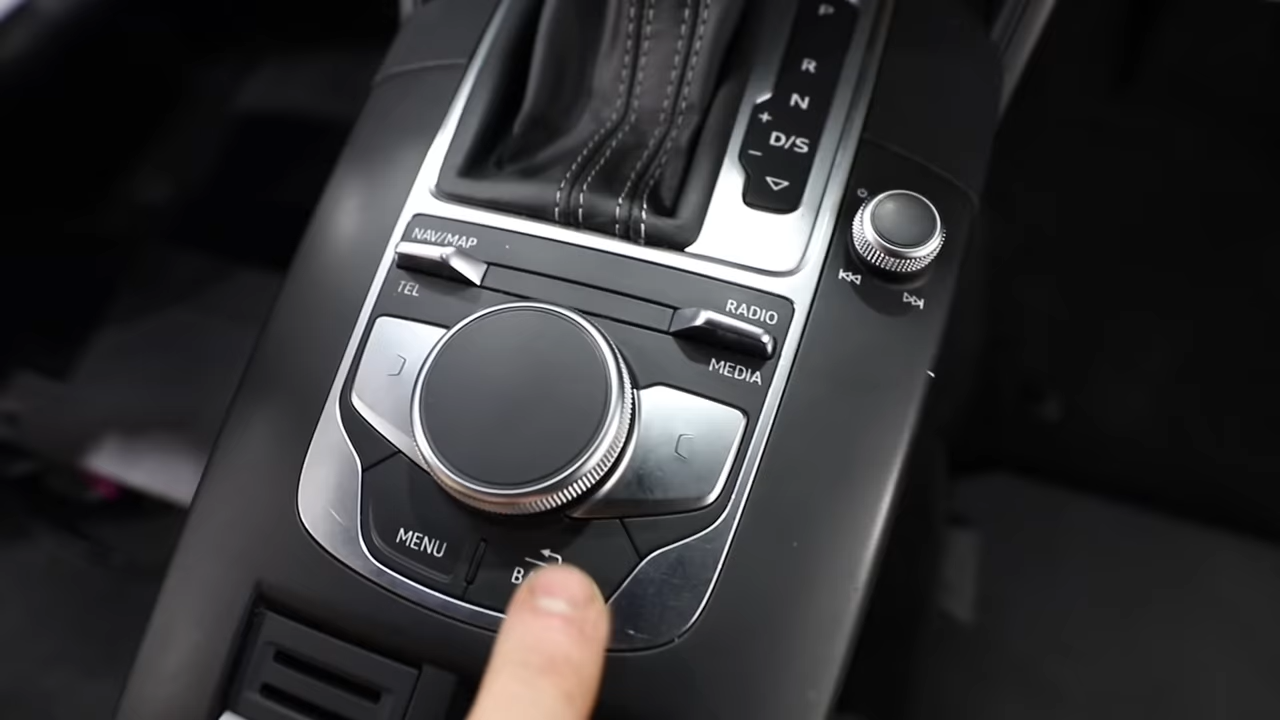 P
R
N
+
D/S
−
NAV/MAP
TEL
RADIO
MEDIA
MENU